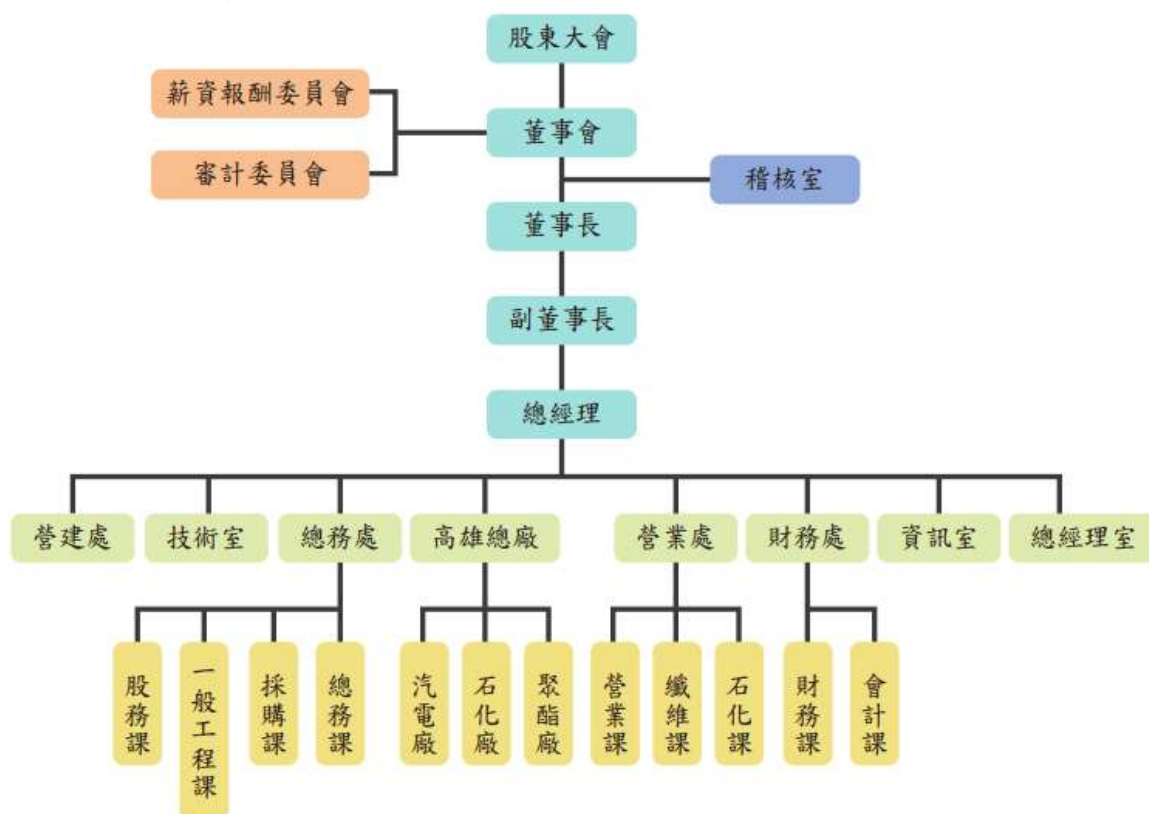 股東大會
薪資報酬委員會
董事會
審計委員會
稽核室
董事長
副董事長
總經理
營建處
技術室
總務處
高雄總廠
營業處
財務處
資訊室
總經理室
股務課
一般工程課
採購課
總務課
汽電廠
石化廠
聚酯廠
營業課
纖維課
石化課
財務課
會計課